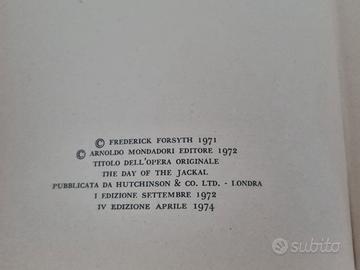 © FREDERICK FORSYTH 1971
© ARNOLDO MONDADORI EDITORE 1972
TITOLO DELL'OPERA ORIGINALE
THE DAY OF THE JACKAL
PUBBLICATA DA HUTCHINSON & CO. LTD. - LONDRA
I EDIZIONE SETTEMBRE 1972
IV EDIZIONE APRILE 1974
subito